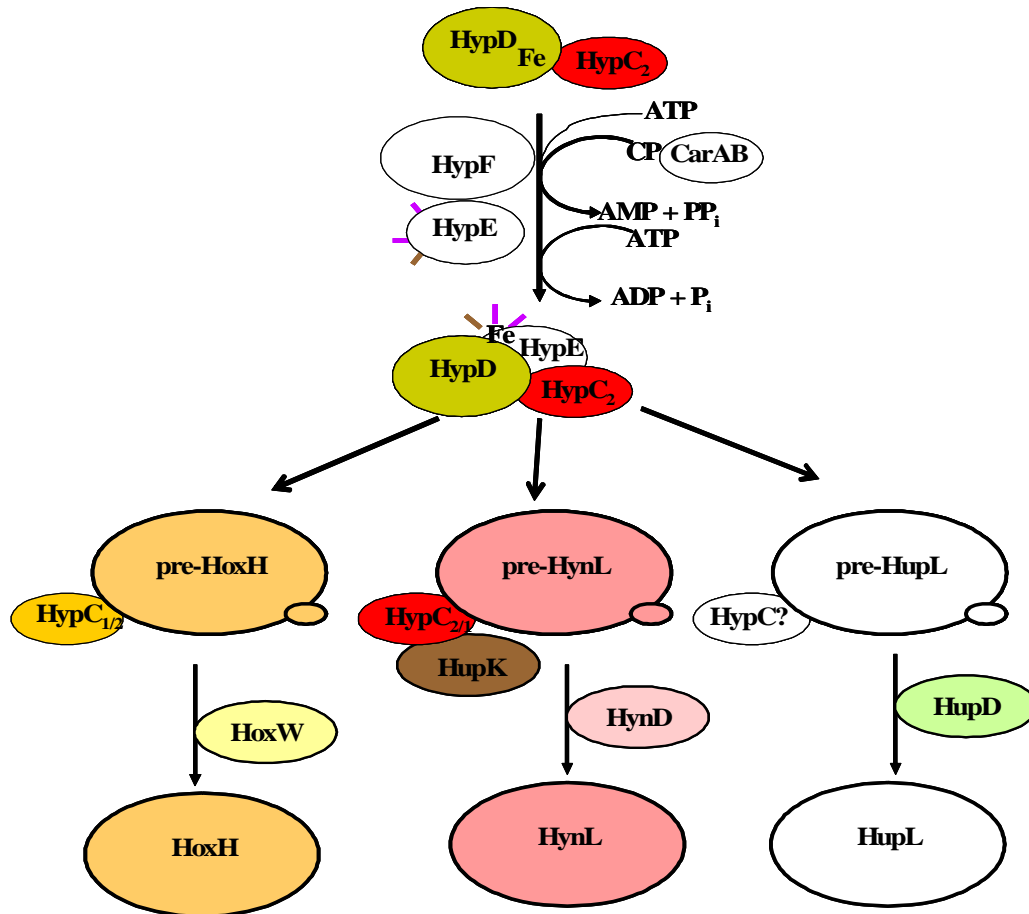 HypD
Fe
HypC₂
ATP
CP
CarAB
HypF
AMP + PPᵢ
HypE
ATP
ADP + Pᵢ
Fe
HypE
HypD
HypC₂
pre-HoxH
pre-HynL
pre-HupL
HypC₁/₂
HypC₂/₁
HypC?
HupK
HoxW
HynD
HupD
HoxH
HynL
HupL